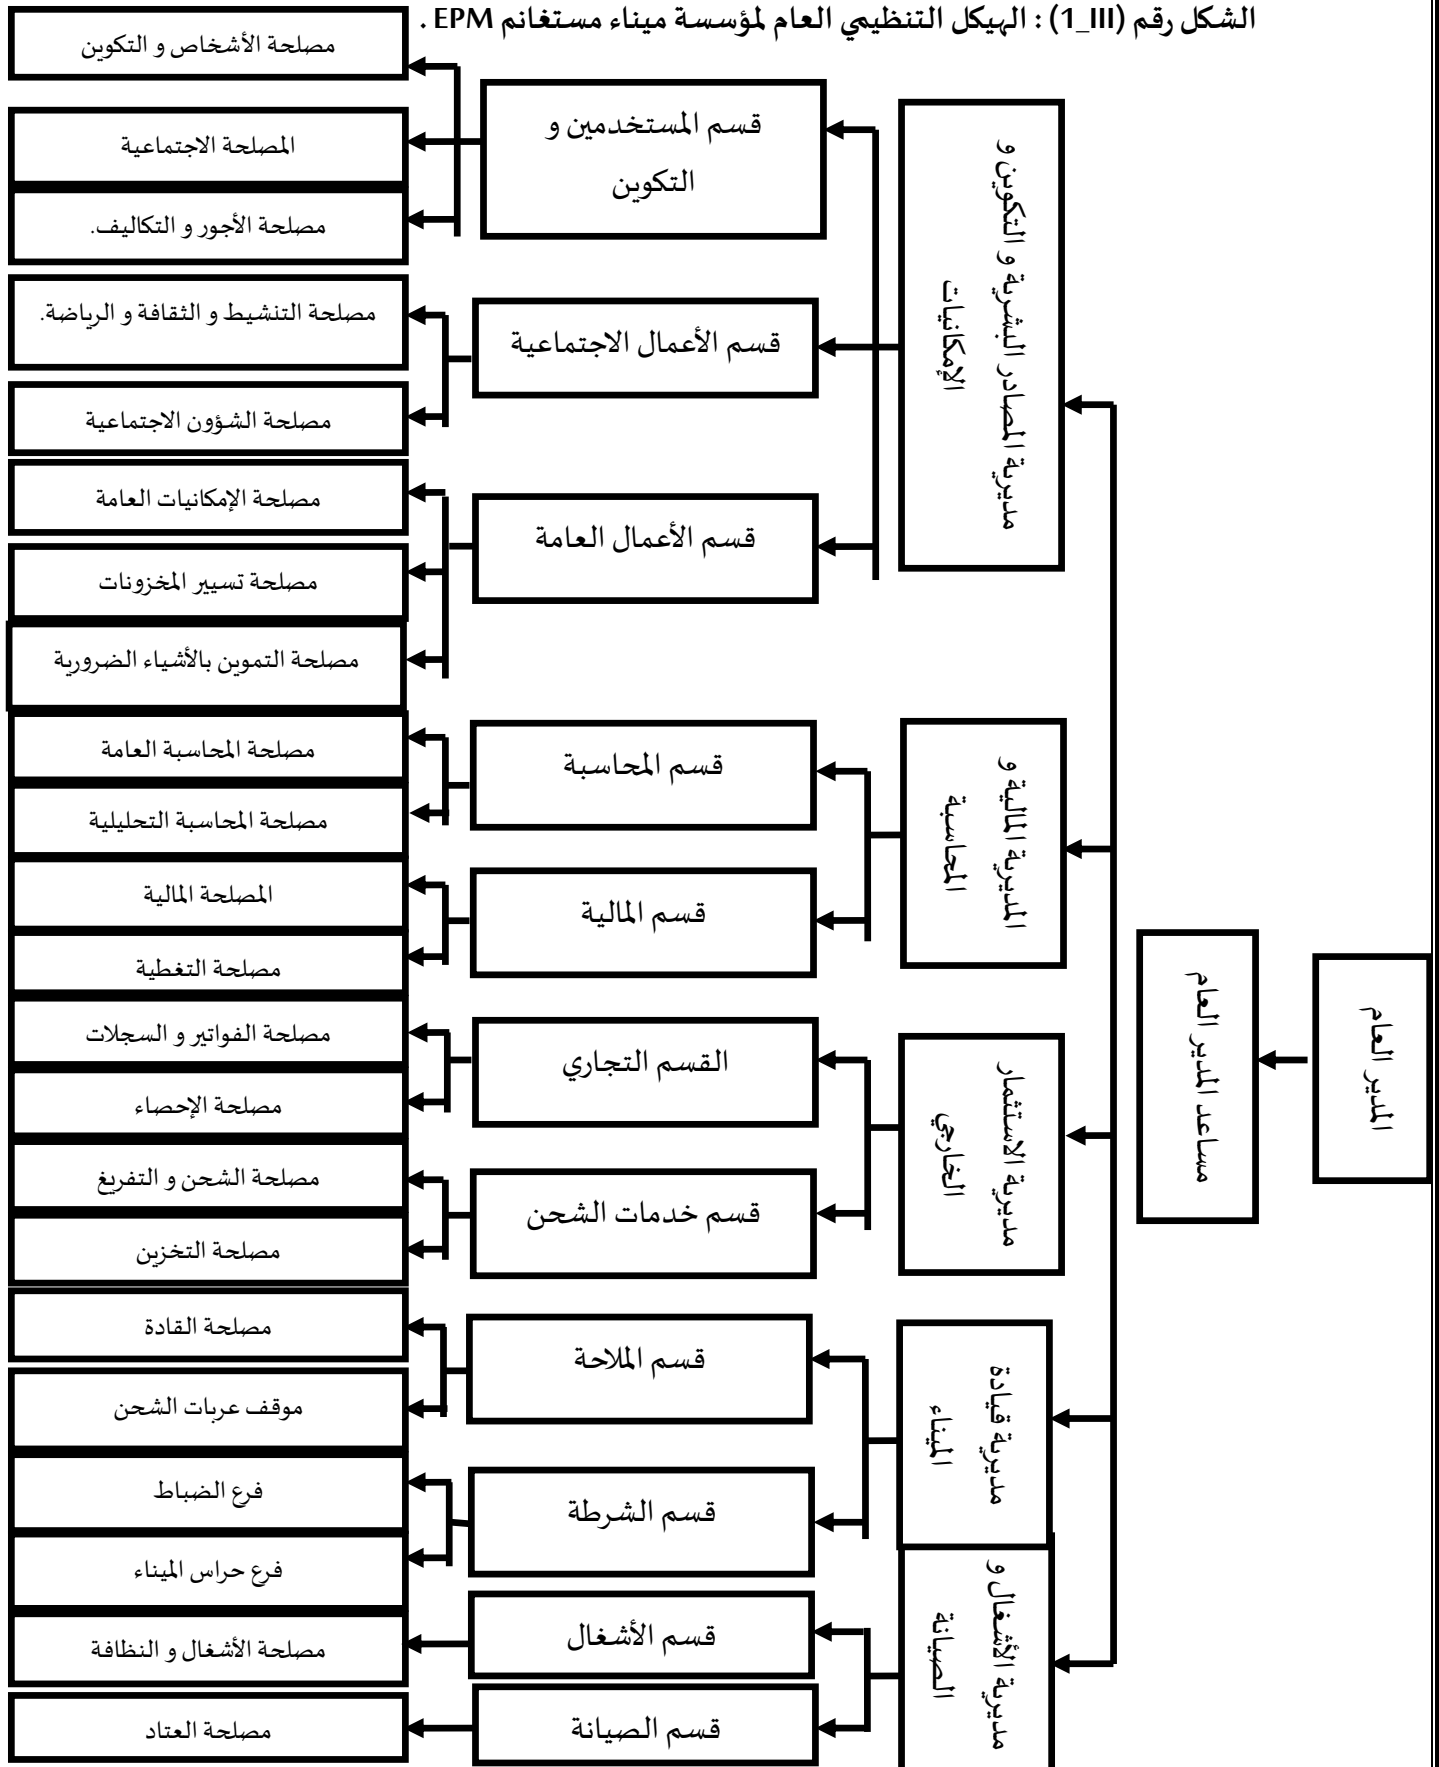 الشكل رقم (III_1) : الهيكل التنظيمي العام لمؤسسة ميناء مستغانم EPM .
المدير العام
مساعد المدير العام
مديرية المصادر البشرية و التكوين و
الإمكانيات
قسم المستخدمين و
التكوين
مصلحة الأشخاص و التكوين
المصلحة الاجتماعية
مصلحة الأجور و التكاليف.
قسم الأعمال الاجتماعية
مصلحة التنشيط و الثقافة و الرياضة.
مصلحة الشؤون الاجتماعية
قسم الأعمال العامة
مصلحة الإمكانيات العامة
مصلحة تسيير المخزونات
مصلحة التموين بالأشياء الضرورية
المديرية المالية و
المحاسبة
قسم المحاسبة
مصلحة المحاسبة العامة
مصلحة المحاسبة التحليلية
قسم المالية
المصلحة المالية
مصلحة التغطية
مديرية الاستثمار
الخارجي
القسم التجاري
مصلحة الفواتير و السجلات
مصلحة الإحصاء
قسم خدمات الشحن
مصلحة الشحن و التفريغ
مصلحة التخزين
مديرية قيادة
الميناء
قسم الملاحة
مصلحة القادة
موقف عربات الشحن
قسم الشرطة
فرع الضباط
فرع حراس الميناء
مديرية الأشغال و
الصيانة
قسم الأشغال
مصلحة الأشغال و النظافة
قسم الصيانة
مصلحة العتاد